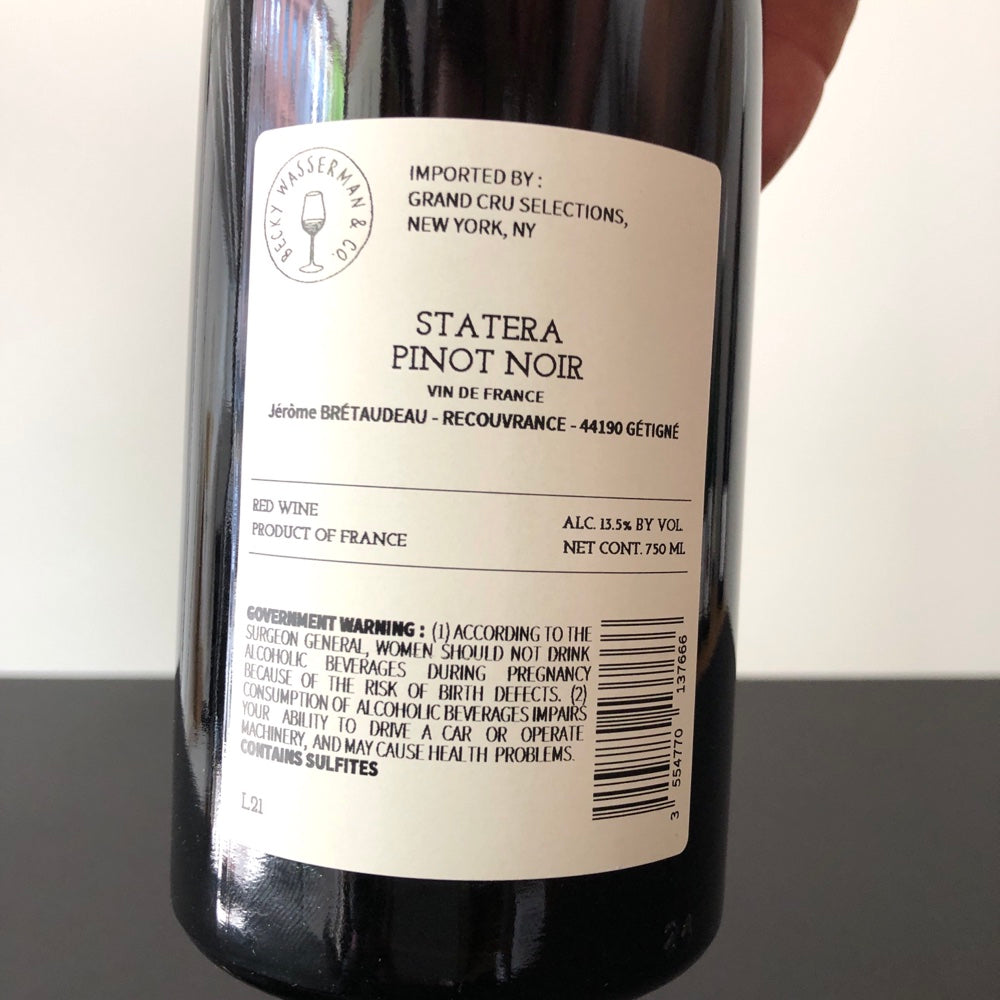 BECKY WASSERMAN & CO.
IMPORTED BY :
GRAND CRU SELECTIONS,
NEW YORK, NY
STATERA
PINOT NOIR
VIN DE FRANCE
Jérôme BRÉTAUDEAU - RECOUVRANCE - 44190 GÉTIGNÉ
RED WINE
PRODUCT OF FRANCE
ALC. 13.5% BY VOL.
NET CONT. 750 ML
GOVERNMENT WARNING : (1) ACCORDING TO THE
SURGEON GENERAL, WOMEN SHOULD NOT DRINK
ALCOHOLIC BEVERAGES DURING PREGNANCY
BECAUSE OF THE RISK OF BIRTH DEFECTS. (2)
CONSUMPTION OF ALCOHOLIC BEVERAGES IMPAIRS
YOUR ABILITY TO DRIVE A CAR OR OPERATE
MACHINERY, AND MAY CAUSE HEALTH PROBLEMS.
CONTAINS SULFITES
L.21
3 554770 137666